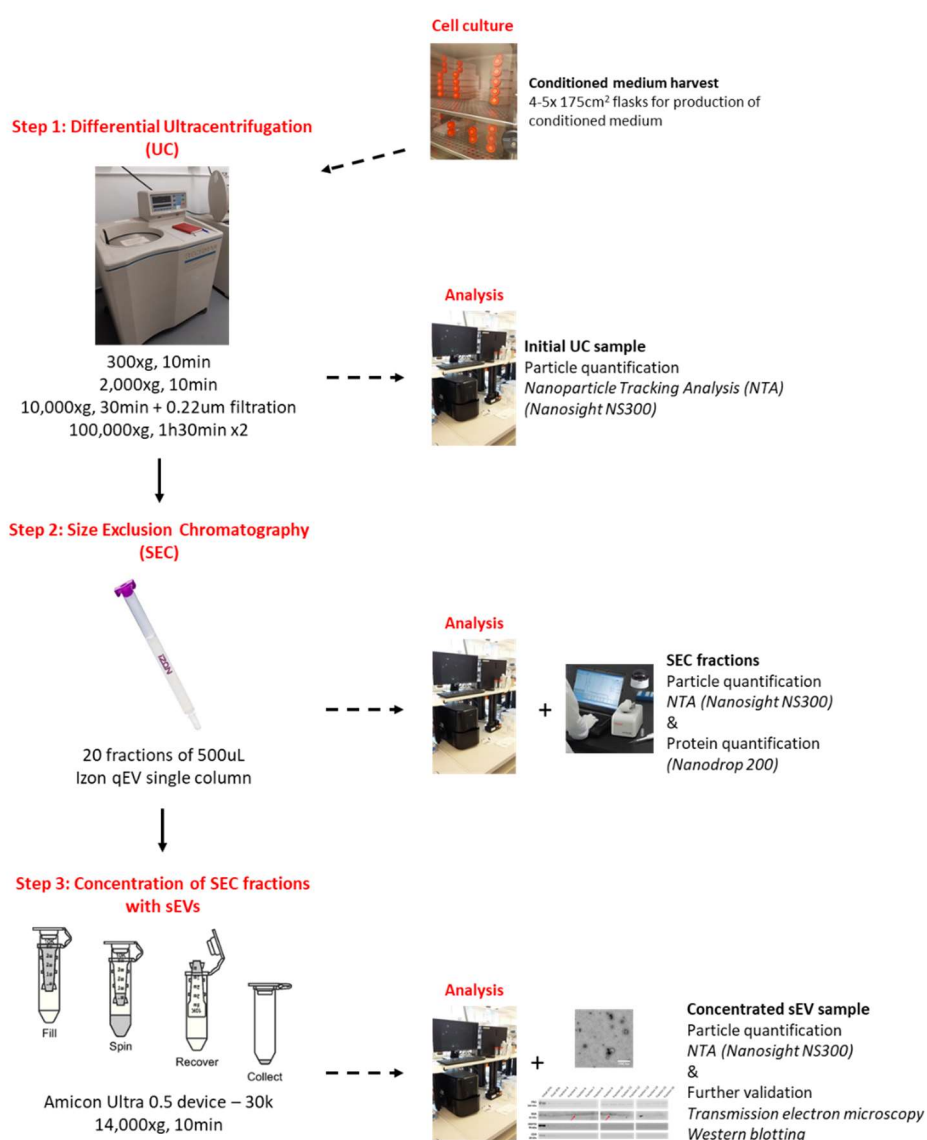 Cell culture
Conditioned medium harvest
4-5x 175cm² flasks for production of
conditioned medium
Step 1: Differential Ultracentrifugation
(UC)
300xg, 10min
2,000xg, 10min
10,000xg, 30min + 0.22um filtration
100,000xg, 1h30min x2
Analysis
Initial UC sample
Particle quantification
Nanoparticle Tracking Analysis (NTA)
(Nanosight NS300)
Step 2: Size Exclusion Chromatography
(SEC)
IZON
20 fractions of 500uL
Izon qEV single column
Analysis
+
SEC fractions
Particle quantification
NTA (Nanosight NS300)
&
Protein quantification
(Nanodrop 200)
Step 3: Concentration of SEC fractions
with sEVs
Fill
Spin
Recover
Collect
Amicon Ultra 0.5 device – 30k
14,000xg, 10min
Analysis
+
Concentrated sEV sample
Particle quantification
NTA (Nanosight NS300)
&
Further validation
Transmission electron microscopy
Western blotting